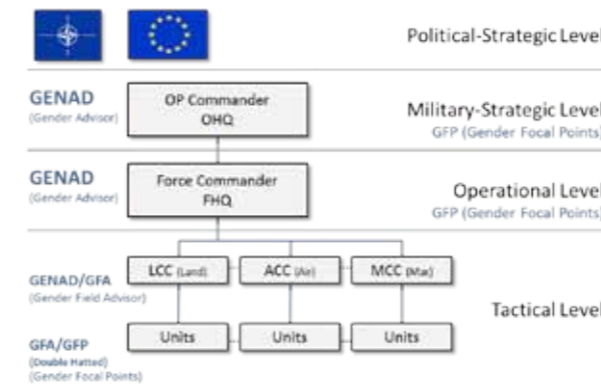 Political-Strategic Level
GENAD
(Gender Advisor)
OP Commander
OHQ
Military-Strategic Level
GFP (Gender Focal Points)
GENAD
(Gender Advisor)
Force Commander
FHQ
Operational Level
GFP (Gender Focal Points)
GENAD/GFA
(Gender Field Advisor)
LCC (Land)
ACC (Air)
MCC (Mar)
Tactical Level
GFA/GFP
(Double Hatted)
(Gender Focal Points)
Units
Units
Units